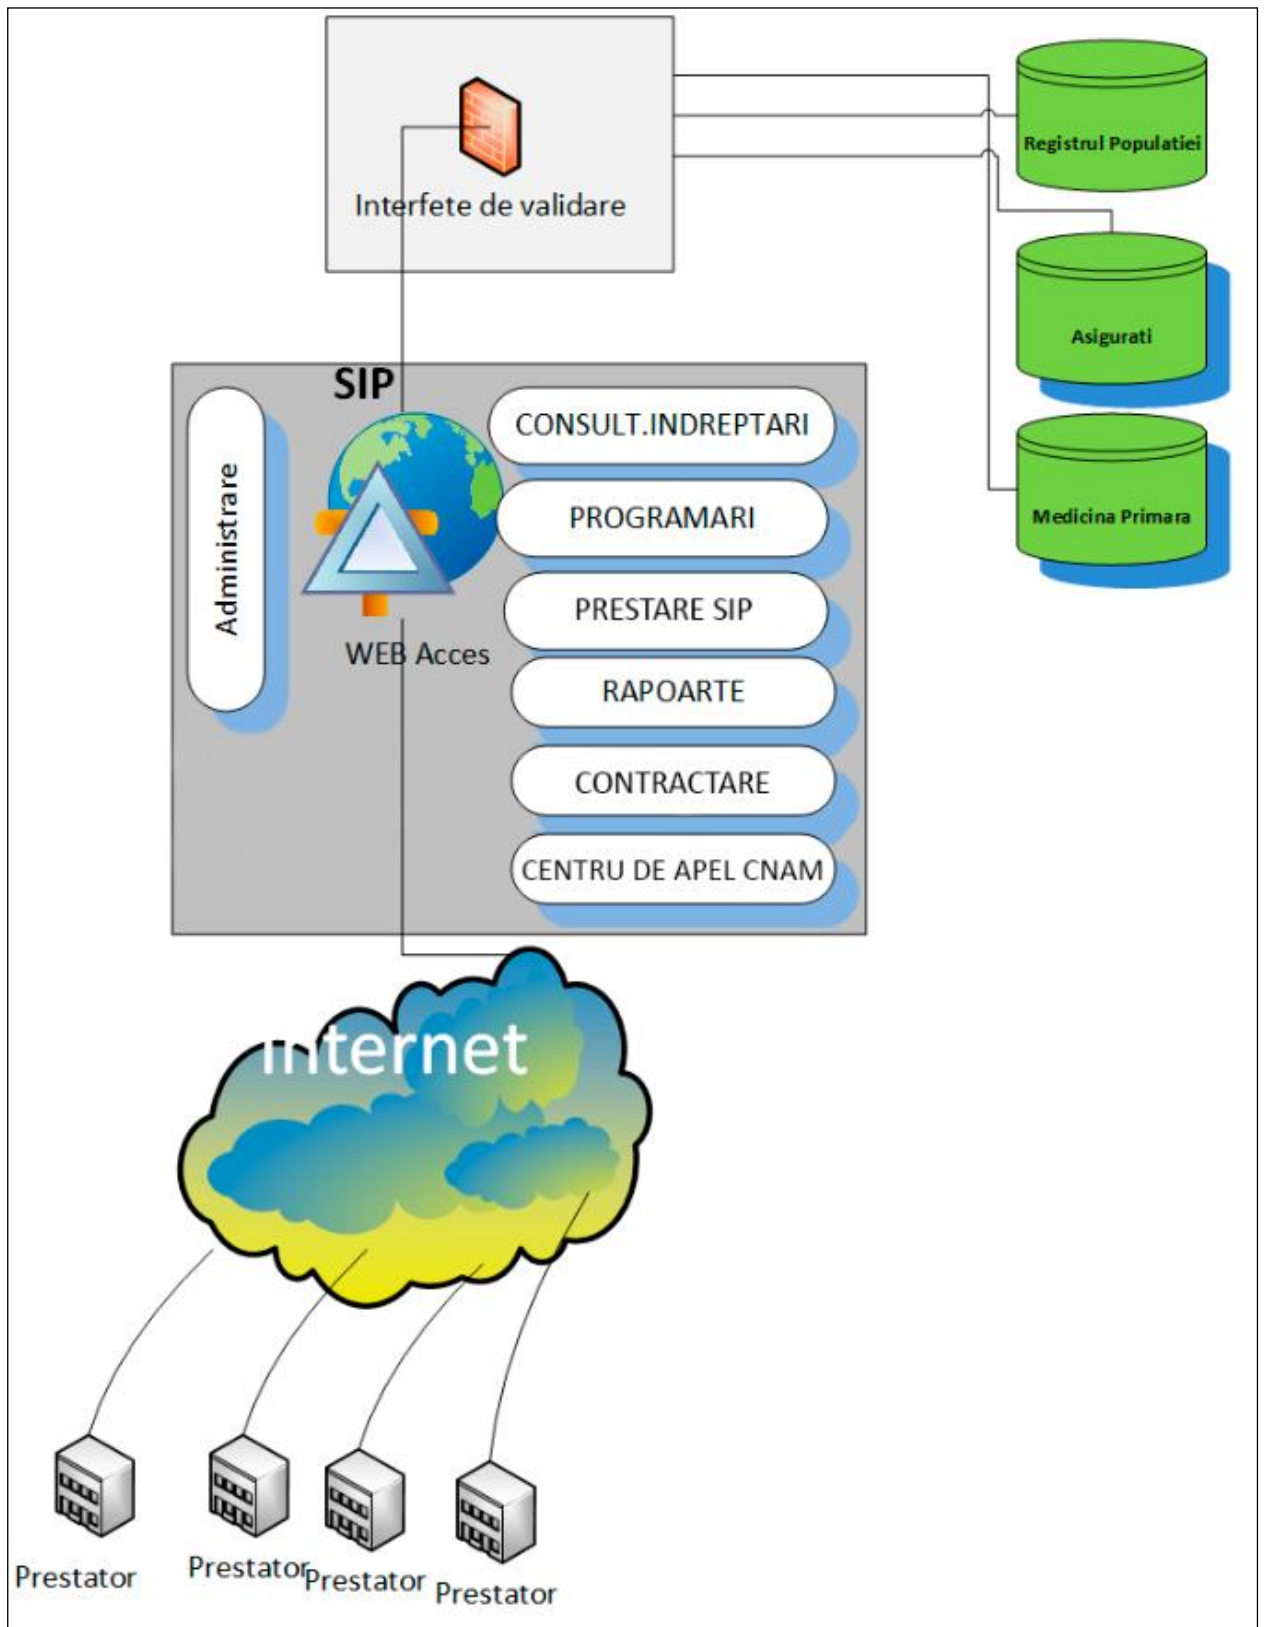 Interfete de validare
Registrul Populatiei
Asigurati
Medicina Primara
SIP
Administrare
WEB Acces
CONSULT.INDREPTARI
PROGRAMARI
PRESTARE SIP
RAPOARTE
CONTRACTARE
CENTRU DE APEL CNAM
Internet
Prestator
Prestator
Prestator
Prestator